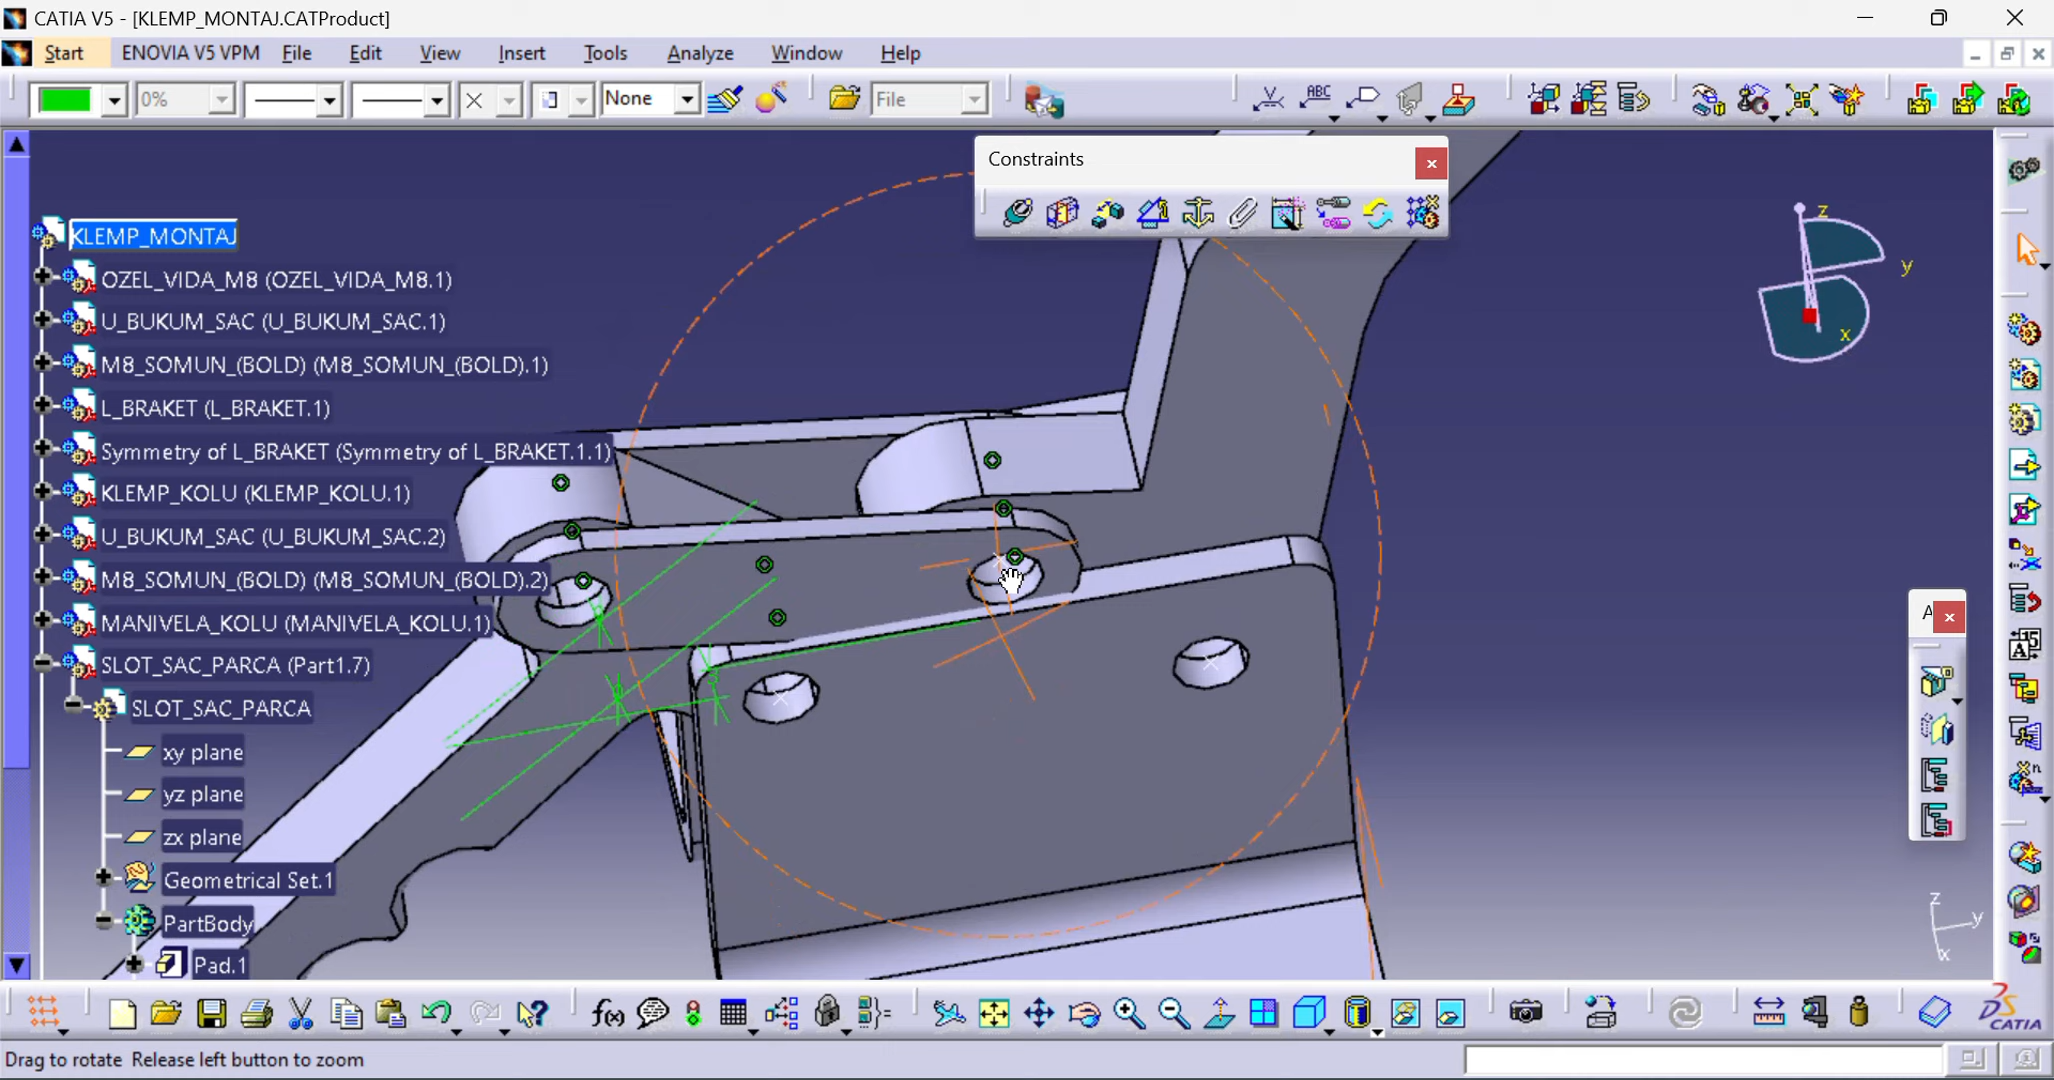 CATIA V5 - [KLEMP_MONTAJ.CATProduct]
Start ENOVIA V5 VPM File Edit View Insert Tools Analyze Window Help
0% None File ABC
Constraints
KLEMP_MONTAJ
OZEL_VIDA_M8 (OZEL_VIDA_M8.1)
U_BUKUM_SAC (U_BUKUM_SAC.1)
M8_SOMUN_(BOLD) (M8_SOMUN_(BOLD).1)
L_BRAKET (L_BRAKET.1)
Symmetry of L_BRAKET (Symmetry of L_BRAKET.1.1)
KLEMP_KOLU (KLEMP_KOLU.1)
U_BUKUM_SAC (U_BUKUM_SAC.2)
M8_SOMUN_(BOLD) (M8_SOMUN_(BOLD).2)
MANIVELA_KOLU (MANIVELA_KOLU.1)
SLOT_SAC_PARCA (Part1.7)
SLOT_SAC_PARCA
xy plane
yz plane
zx plane
Geometrical Set.1
PartBody
Pad.1
z
y
x
A
z
y
x
f(x)
CATIA
Drag to rotate Release left button to zoom